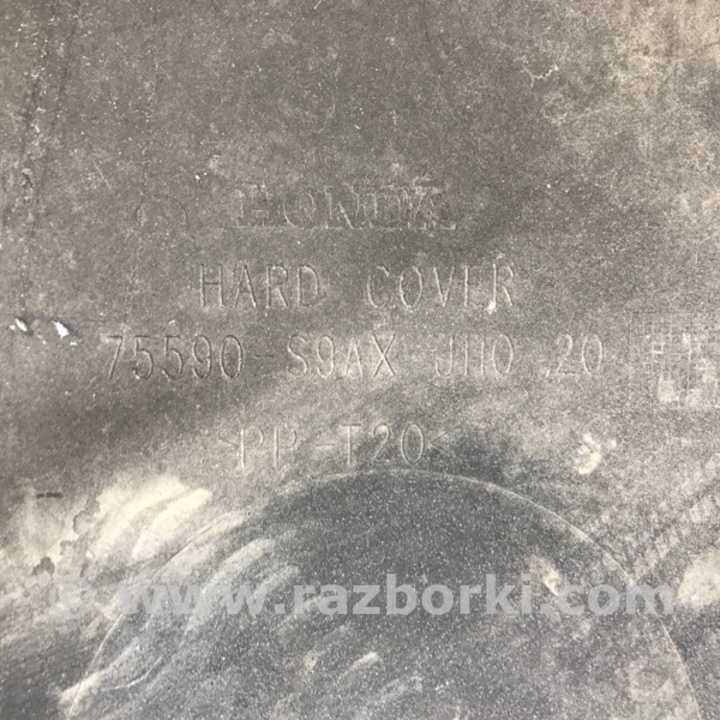 HONDA
HARD COVER
75590-S9AX-J110 20
>PP-T20<
© www.razborki.com